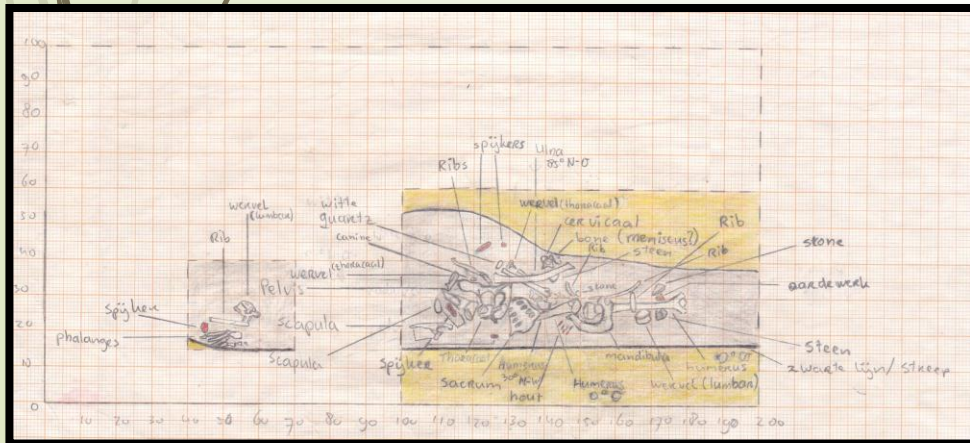 100
90
80
70
60
50
40
30
20
10
0
10 20 30 40 50 60 70 80 90 100 110 120 130 140 150 160 170 180 190 200
spijkers
Ulna
85° N-O
Ribs
witte
quaretz
canine
wervel (thoracaal)
cervicaal
bone (meniscus?)
Rib
steen
Rib
Rib
stone
aardewerk
wervel
(lumbaal)
Rib
spijker
phalanges
wervel (thoracaal)
Pelvis
Scapula
Scapula
Spijker
Thoracaal
Sacrum
Humerus
hout
Humerus
stone
mandibula
wervel (lumbaal)
humerus
Steen
zwarte lijn / streep